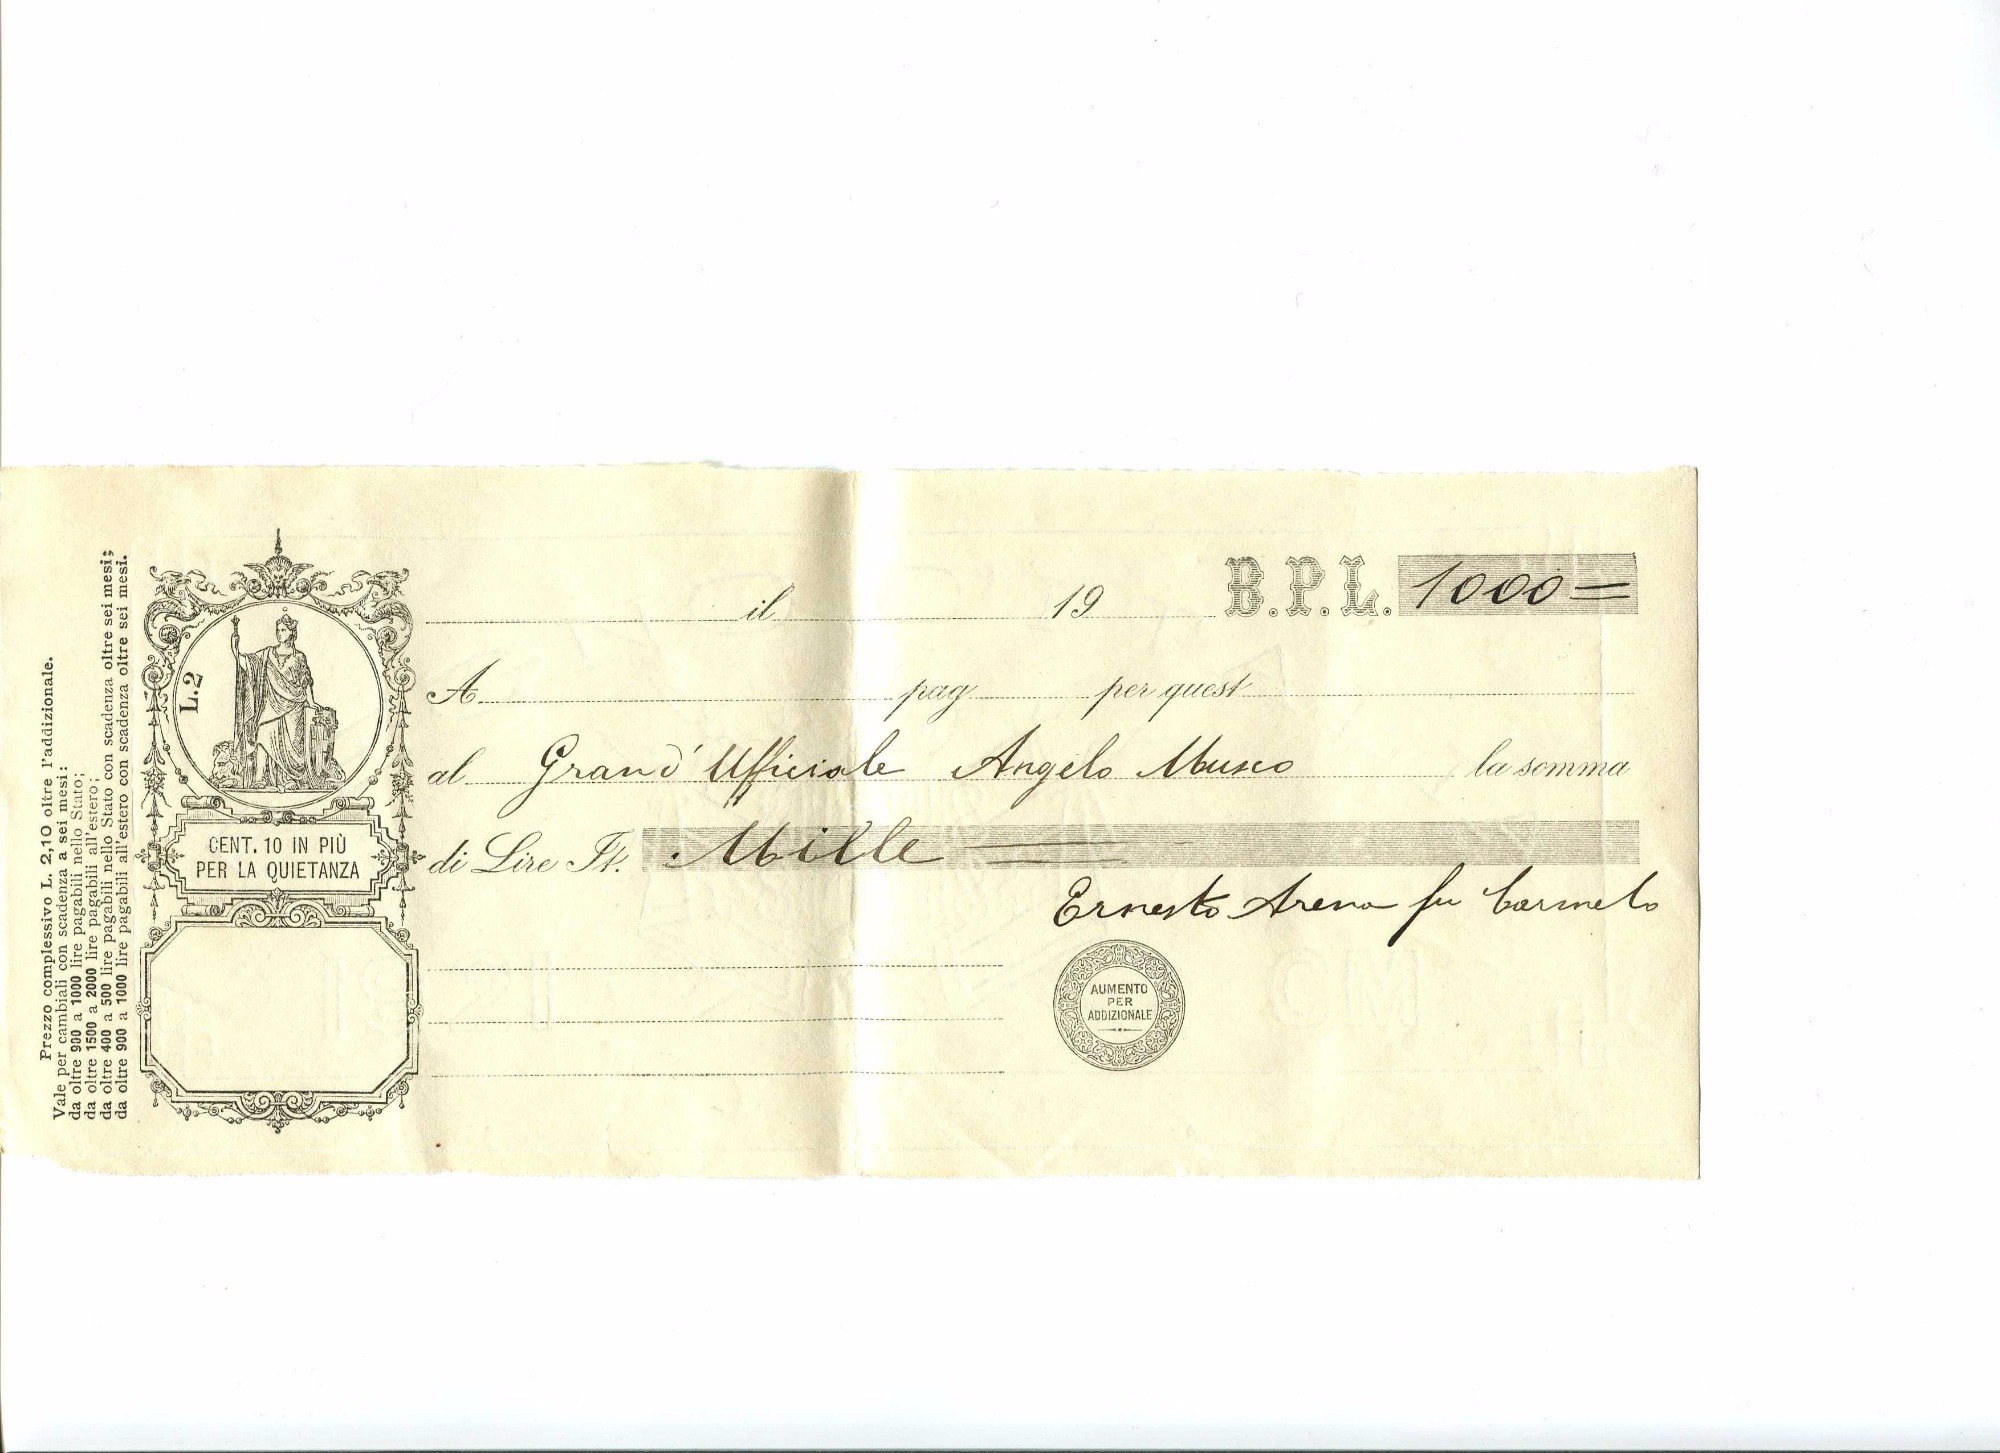 Prezzo complessivo L. 2,10 oltre l'addizionale.
Vale per cambiali con scadenza a sei mesi:
da oltre 900 a 1000 lire pagabili nello Stato;
da oltre 1500 a 2000 lire pagabili all'estero;
da oltre 400 a 500 lire pagabili nello Stato con scadenza oltre sei mesi;
da oltre 900 a 1000 lire pagabili all'estero con scadenza oltre sei mesi.
L.2
CENT. 10 IN PIÙ
PER LA QUIETANZA
il 19 B.P.L. 1000=
A pag per quest
al Grand'Ufficiale Angelo Musco la somma
di Lire It. Mille
Ernesto Arena fu Carmelo
AUMENTO
PER
ADDIZIONALE